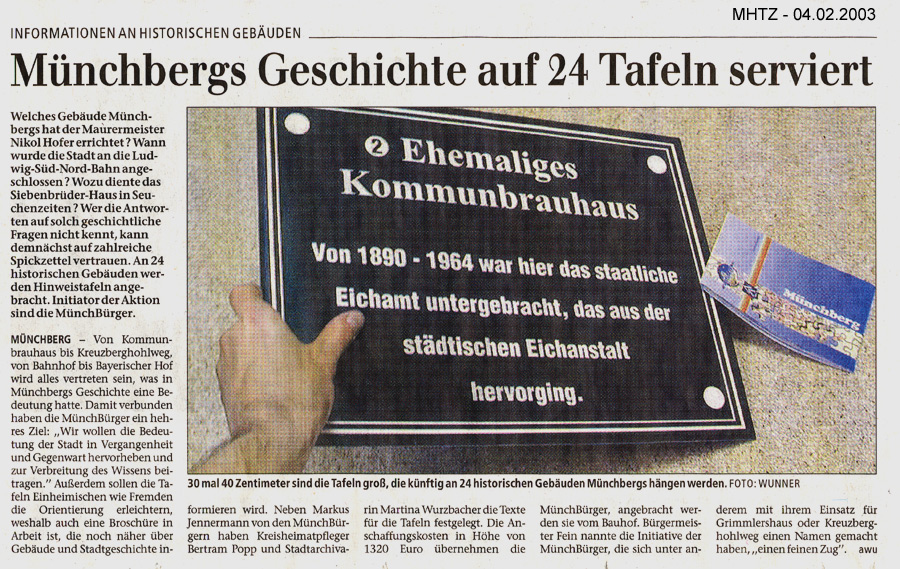 MHTZ - 04.02.2003
INFORMATIONEN AN HISTORISCHEN GEBÄUDEN
Münchbergs Geschichte auf 24 Tafeln serviert
Welches Gebäude Münch-
bergs hat der Maurermeister
Nikol Hofer errichtet? Wann
wurde die Stadt an die Lud-
wig-Süd-Nord-Bahn ange-
schlossen? Wozu diente das
Siebenbrüder-Haus in Seu-
chenzeiten? Wer die Antwor-
ten auf solch geschichtliche
Fragen nicht kennt, kann
demnächst auf zahlreiche
Spickzettel vertrauen. An 24
historischen Gebäuden wer-
den Hinweistafeln ange-
bracht. Initiator der Aktion
sind die MünchBürger.
MÜNCHBERG – Von Kommun-
brauhaus bis Kreuzberghohlweg,
von Bahnhof bis Bayerischer Hof
wird alles vertreten sein, was in
Münchbergs Geschichte eine Be-
deutung hatte. Damit verbunden
haben die MünchBürger ein heh-
res Ziel: „Wir wollen die Bedeu-
tung der Stadt in Vergangenheit
und Gegenwart hervorheben und
zur Verbreitung des Wissens bei-
tragen.” Außerdem sollen die Ta-
feln Einheimischen wie Fremden
die Orientierung erleichtern,
weshalb auch eine Broschüre in
Arbeit ist, die noch näher über
Gebäude und Stadtgeschichte in-
2 Ehemaliges
Kommunbrauhaus
Von 1890 - 1964 war hier das staatliche
Eichamt untergebracht, das aus der
städtischen Eichanstalt
hervorging.
Münchberg
30 mal 40 Zentimeter sind die Tafeln groß, die künftig an 24 historischen Gebäuden Münchbergs hängen werden. FOTO: WUNNER
formieren wird. Neben Markus
Jennermann von den MünchBür-
gern haben Kreisheimatpfleger
Bertram Popp und Stadtarchiva-
rin Martina Wurzbacher die Texte
für die Tafeln festgelegt. Die An-
schaffungskosten in Höhe von
1320 Euro übernehmen die
MünchBürger, angebracht wer-
den sie vom Bauhof. Bürgermeis-
ter Fein nannte die Initiative der
MünchBürger, die sich unter an-
derem mit ihrem Einsatz für
Grimmlershaus oder Kreuzberg-
hohlweg einen Namen gemacht
haben, „einen feinen Zug”. awu